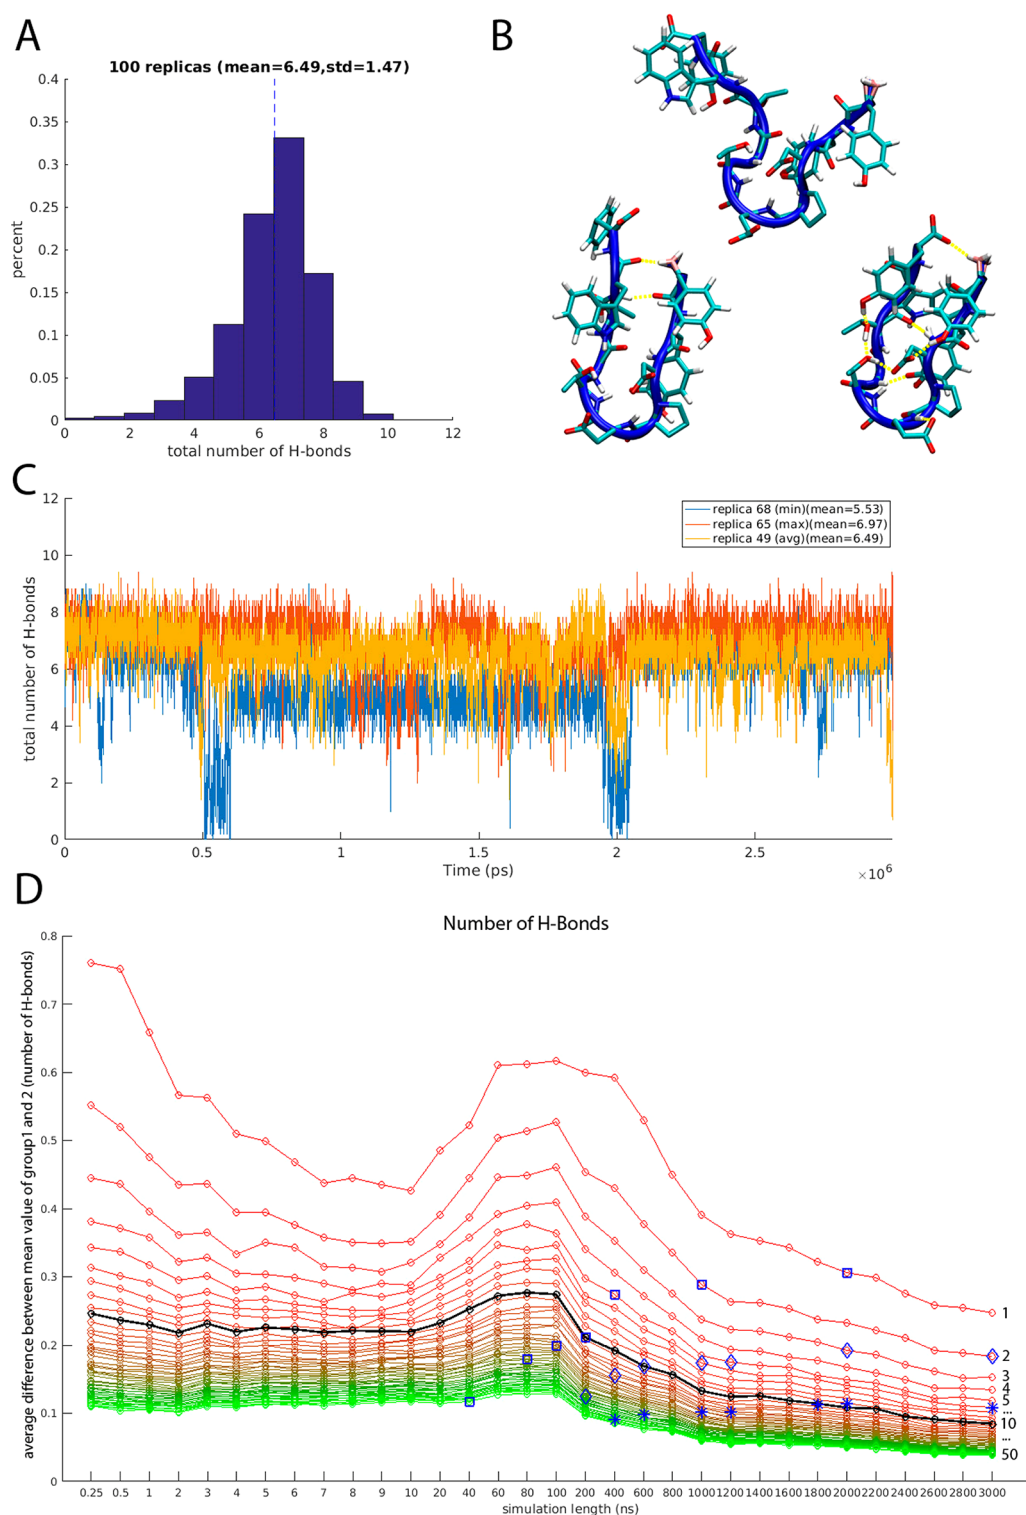 A
B
100 replicas (mean=6.49,std=1.47)
0.4
0.35
0.3
0.25
0.2
0.15
0.1
0.05
0
percent
0 2 4 6 8 10 12
total number of H-bonds
C
12
10
8
6
4
2
0
total number of H-bonds
replica 68 (min)(mean=5.53)
replica 65 (max)(mean=6.97)
replica 49 (avg)(mean=6.49)
0 0.5 1 1.5 2 2.5
Time (ps)
×10⁶
D
Number of H-Bonds
0.8
0.7
0.6
0.5
0.4
0.3
0.2
0.1
0
average difference between mean value of group1 and 2 (number of H-bonds)
1
2
3
4
5
...
10
...
50
0.25 0.5 1 2 3 4 5 6 7 8 9 10 20 40 60 80 100 200 400 600 800 1000 1200 1400 1600 1800 2000 2200 2400 2600 2800 3000
simulation length (ns)